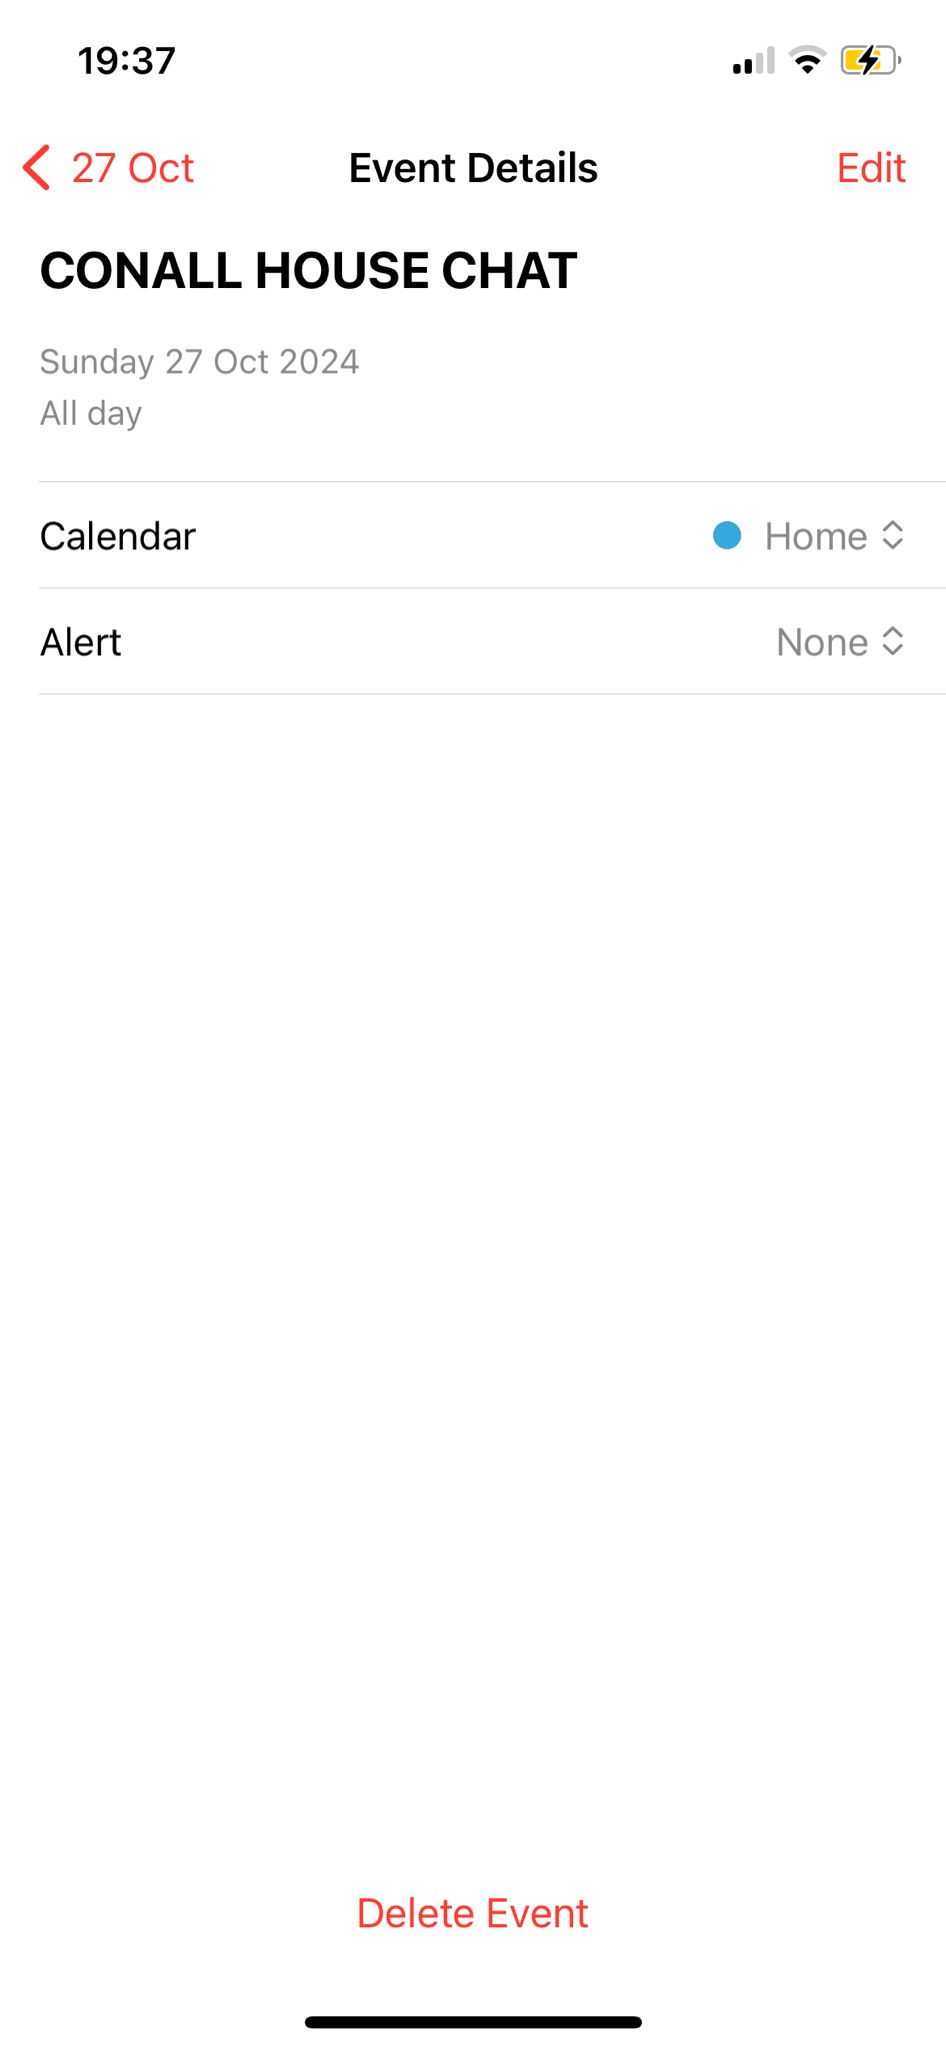 19:37
27 Oct
Event Details
Edit
CONALL HOUSE CHAT
Sunday 27 Oct 2024
All day
Calendar
Home
Alert
None
Delete Event